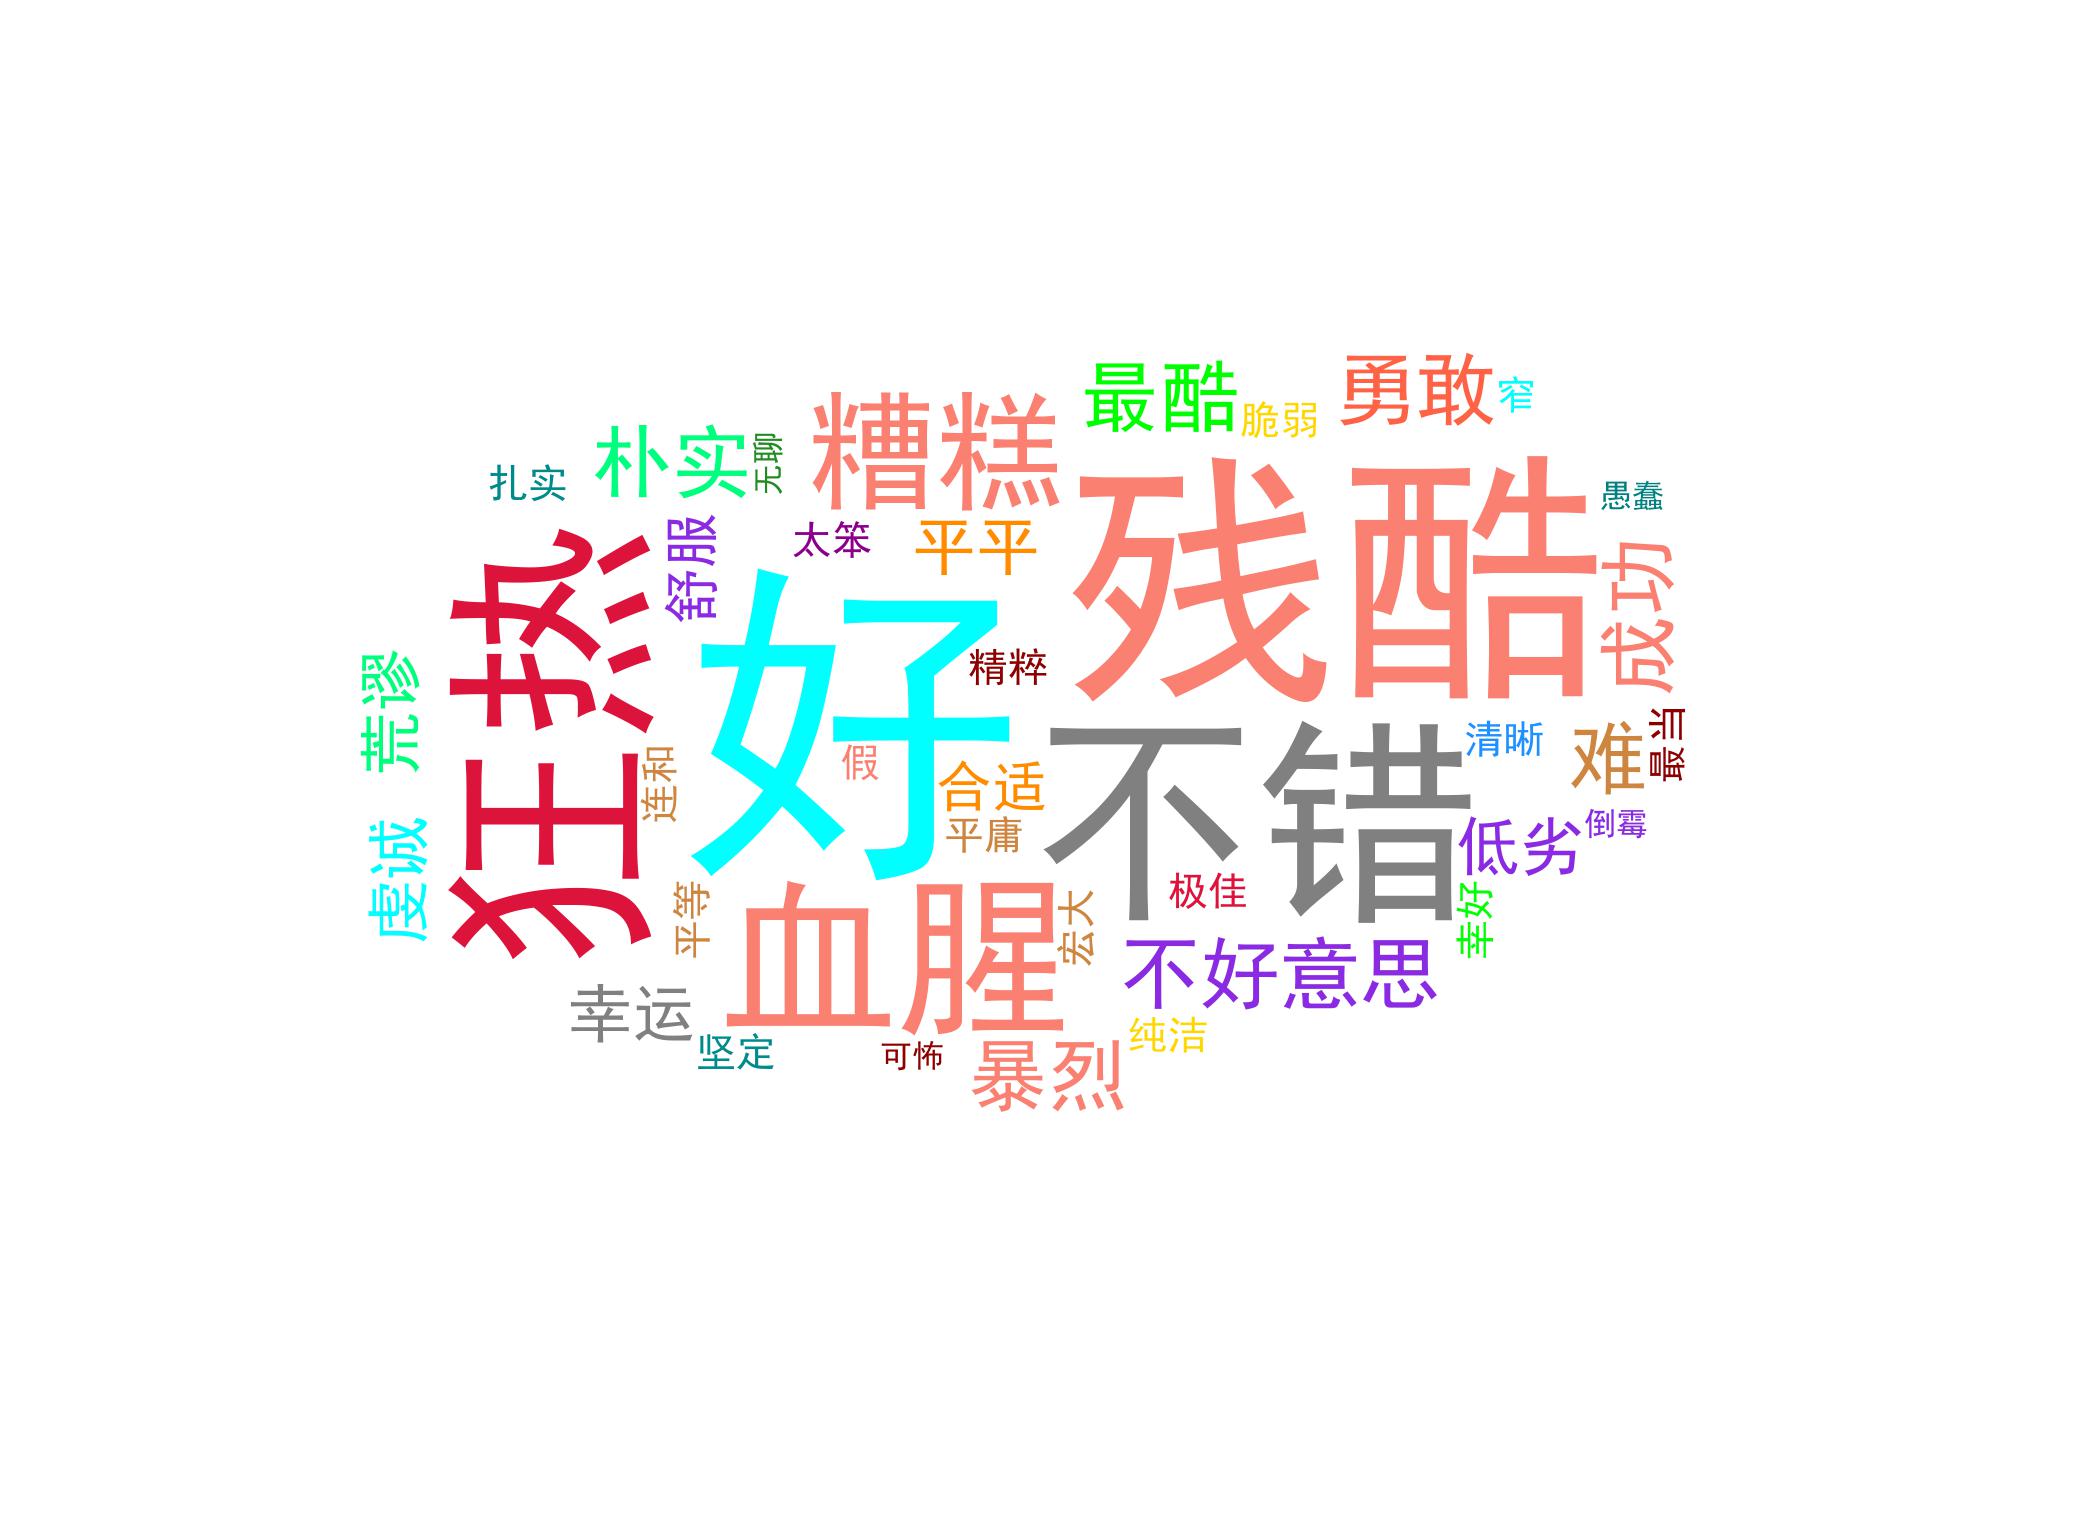 勇敢
最酷
窄
脆弱
糟糕
朴实
无聊
扎实
残酷
愚蠢
舒服
太笨
平平
成功
狂热
好
精粹
荒谬
不错
清晰
难
最当
连和
假
合适
平庸
低劣
倒霉
虔诚
平等
血腥
宏大
极佳
幸好
不好意思
幸运
坚定
可怖
暴烈
纯洁